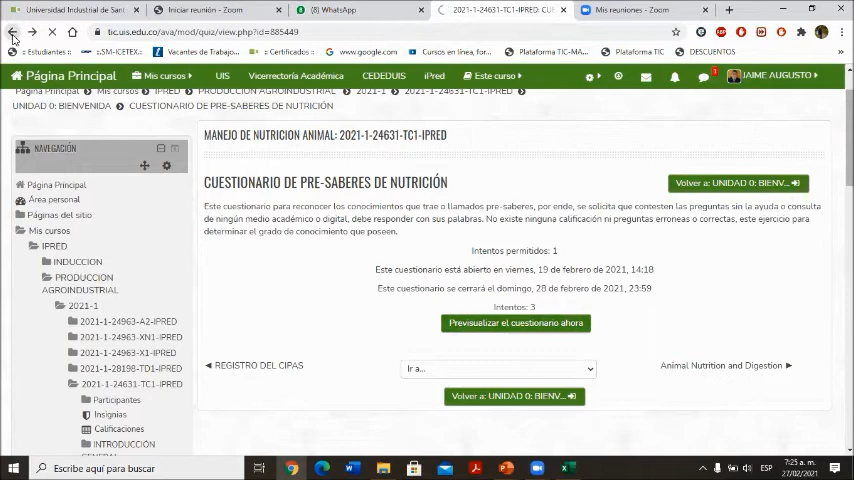 Universidad Industrial de Sant
Iniciar reunión - Zoom
(8) WhatsApp
2021-1-24631-TC1-IPRED: CUE
Mis reuniones - Zoom
tic.uis.edu.co/ava/mod/quiz/view.php?id=885449
:: Estudiantes ::
::.SM-ICETEX.::
Vacantes de Trabajo...
:: Certificados ::
www.google.com
Cursos en línea, for...
Plataforma TIC-MA...
Plataforma TIC...
DESCUENTOS
Página Principal
Mis cursos
UIS
Vicerrectoría Académica
CEDEDUIS
iPred
Este curso
1
JAIME AUGUSTO
Página Principal
Mis cursos
IPRED
PRODUCCION AGROINDUSTRIAL
2021-1
2021-1-24631-TC1-IPRED
UNIDAD 0: BIENVENIDA
CUESTIONARIO DE PRE-SABERES DE NUTRICIÓN
NAVEGACIÓN
Página Principal
Área personal
Páginas del sitio
Mis cursos
IPRED
INDUCCION
PRODUCCION
AGROINDUSTRIAL
2021-1
2021-1-24963-A2-IPRED
2021-1-24963-XN1-IPRED
2021-1-24963-X1-IPRED
2021-1-28198-TD1-IPRED
2021-1-24631-TC1-IPRED
Participantes
Insignias
Calificaciones
INTRODUCCIÓN
MANEJO DE NUTRICION ANIMAL: 2021-1-24631-TC1-IPRED
CUESTIONARIO DE PRE-SABERES DE NUTRICIÓN
Volver a: UNIDAD 0: BIENV...
Este cuestionario para reconocer los conocimientos que trae o llamados pre-saberes, por ende, se solicita que contesten las preguntas sin la ayuda o consulta
de ningún medio académico o digital, debe responder con sus palabras. No existe ninguna calificación ni preguntas erroneas o correctas, este ejercicio para
determinar el grado de conocimiento que poseen.
Intentos permitidos: 1
Este cuestionario está abierto en viernes, 19 de febrero de 2021, 14:18
Este cuestionario se cerrará el domingo, 28 de febrero de 2021, 23:59
Intentos: 3
Previsualizar el cuestionario ahora
◄ REGISTRO DEL CIPAS
Ir a...
Animal Nutrition and Digestion ►
Volver a: UNIDAD 0: BIENV...
Escribe aquí para buscar
ESP
7:25 a. m.
27/02/2021